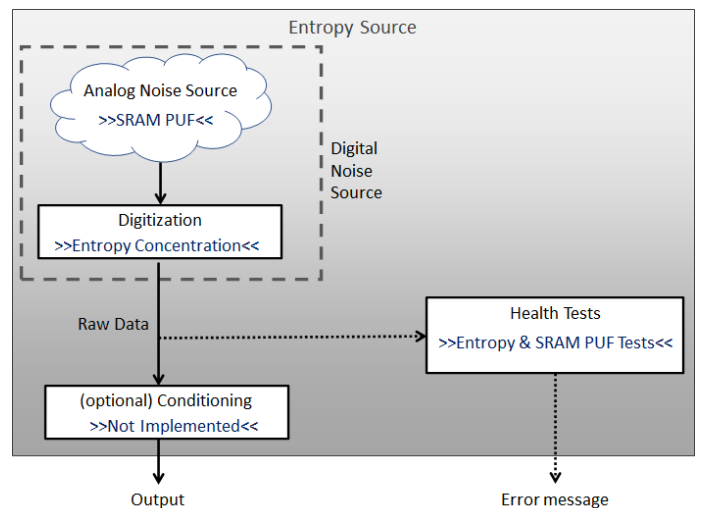 Entropy Source
Analog Noise Source
>>SRAM PUF<<
Digital
Noise
Source
Digitization
>>Entropy Concentration<<
Raw Data
Health Tests
>>Entropy & SRAM PUF Tests<<
(optional) Conditioning
>>Not Implemented<<
Output
Error message